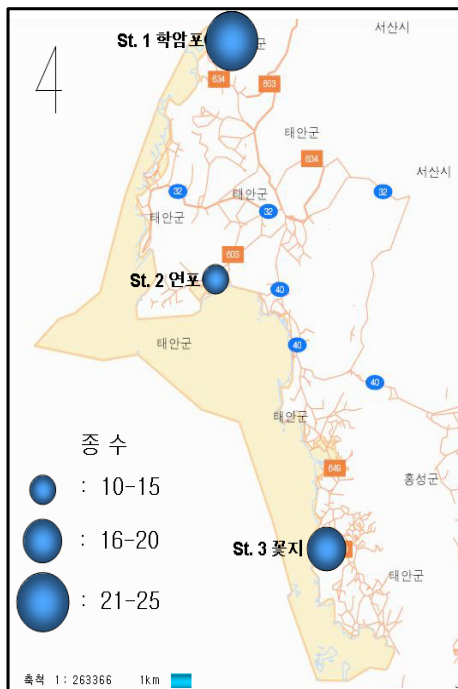 서산시
St. 1 학암포
군
634
603
태안군
634
서산시
32
태안군
32
32
태안군
603
St. 2 연포
40
태안군
40
40
태안군
종 수
649
홍성군
: 10-15
: 16-20
St. 3 꽃지
태안군
: 21-25
축척 1: 263366 1km